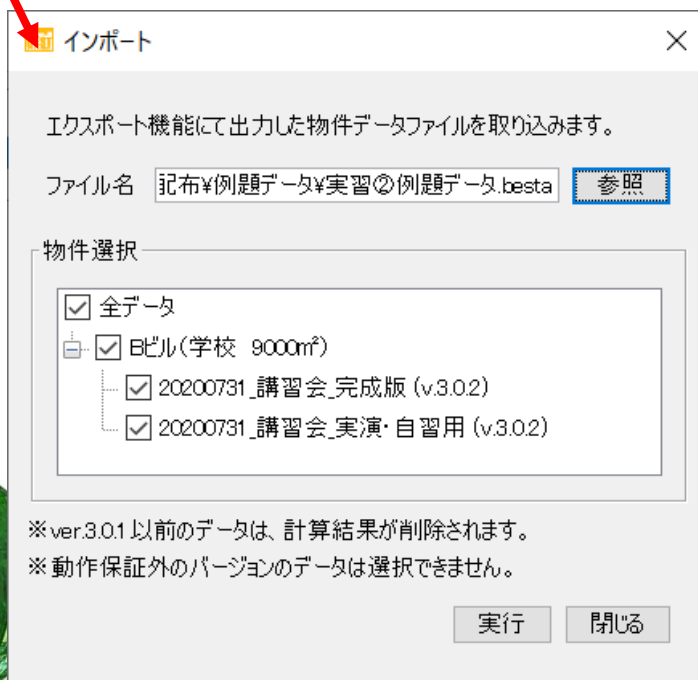 インポート
エクスポート機能にて出力した物件データファイルを取り込みます。
ファイル名 配布¥例題データ¥実習②例題データ.besta 参照
物件選択
全データ
Bビル(学校 9000㎡)
20200731_講習会_完成版 (v.3.0.2)
20200731_講習会_実演・自習用 (v.3.0.2)
※ver.3.0.1以前のデータは、計算結果が削除されます。
※動作保証外のバージョンのデータは選択できません。
実行 閉じる